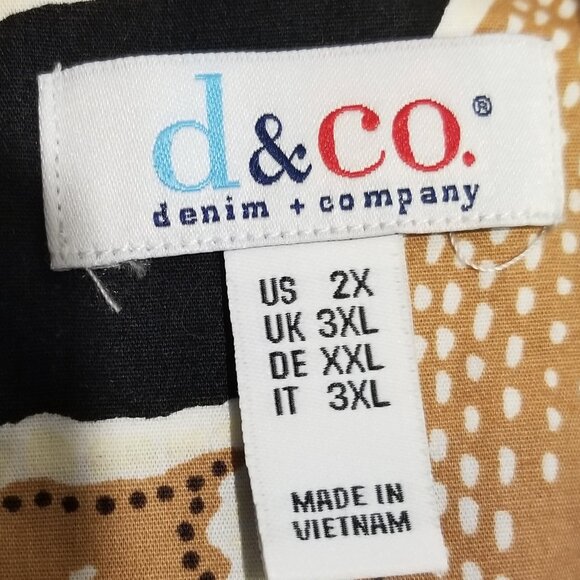 d&co.®
denim + company
US 2X
UK 3XL
DE XXL
IT 3XL
MADE IN
VIETNAM